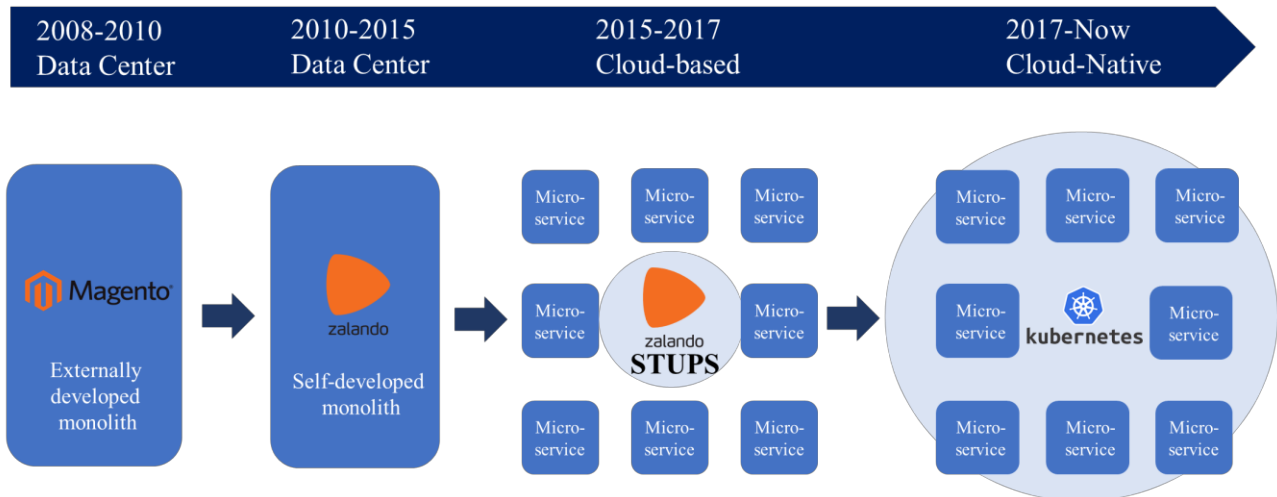 2008-2010
Data Center
2010-2015
Data Center
2015-2017
Cloud-based
2017-Now
Cloud-Native
Magento®
Externally
developed
monolith
zalando
Self-developed
monolith
Micro-
service
Micro-
service
Micro-
service
Micro-
service
zalando
STUPS
Micro-
service
Micro-
service
Micro-
service
Micro-
service
Micro-
service
Micro-
service
Micro-
service
Micro-
service
kubernetes
Micro-
service
Micro-
service
Micro-
service
Micro-
service